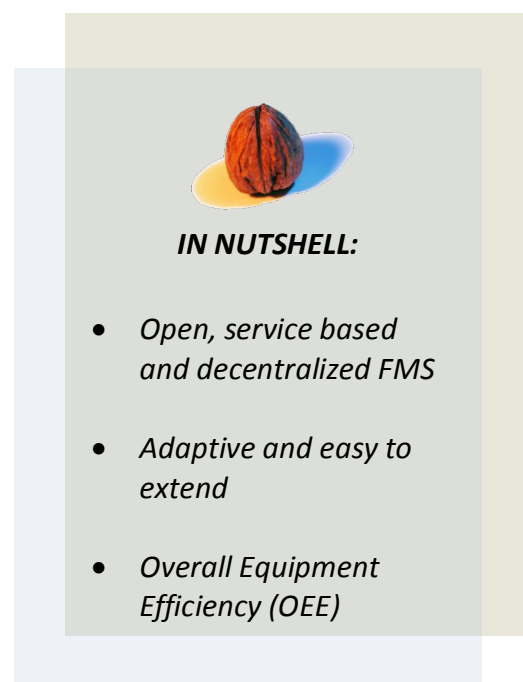 IN NUTSHELL:
• Open, service based
and decentralized FMS
• Adaptive and easy to
extend
• Overall Equipment
Efficiency (OEE)